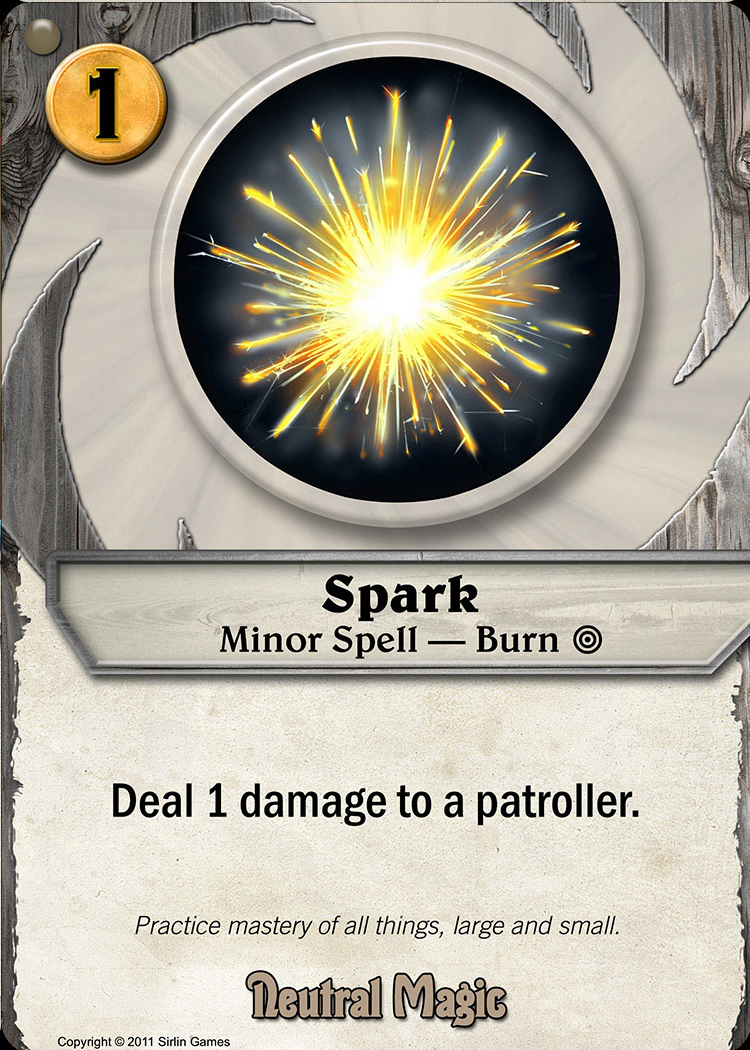 1
Spark
Minor Spell — Burn ◎
Deal 1 damage to a patroller.
Practice mastery of all things, large and small.
Neutral Magic
Copyright © 2011 Sirlin Games